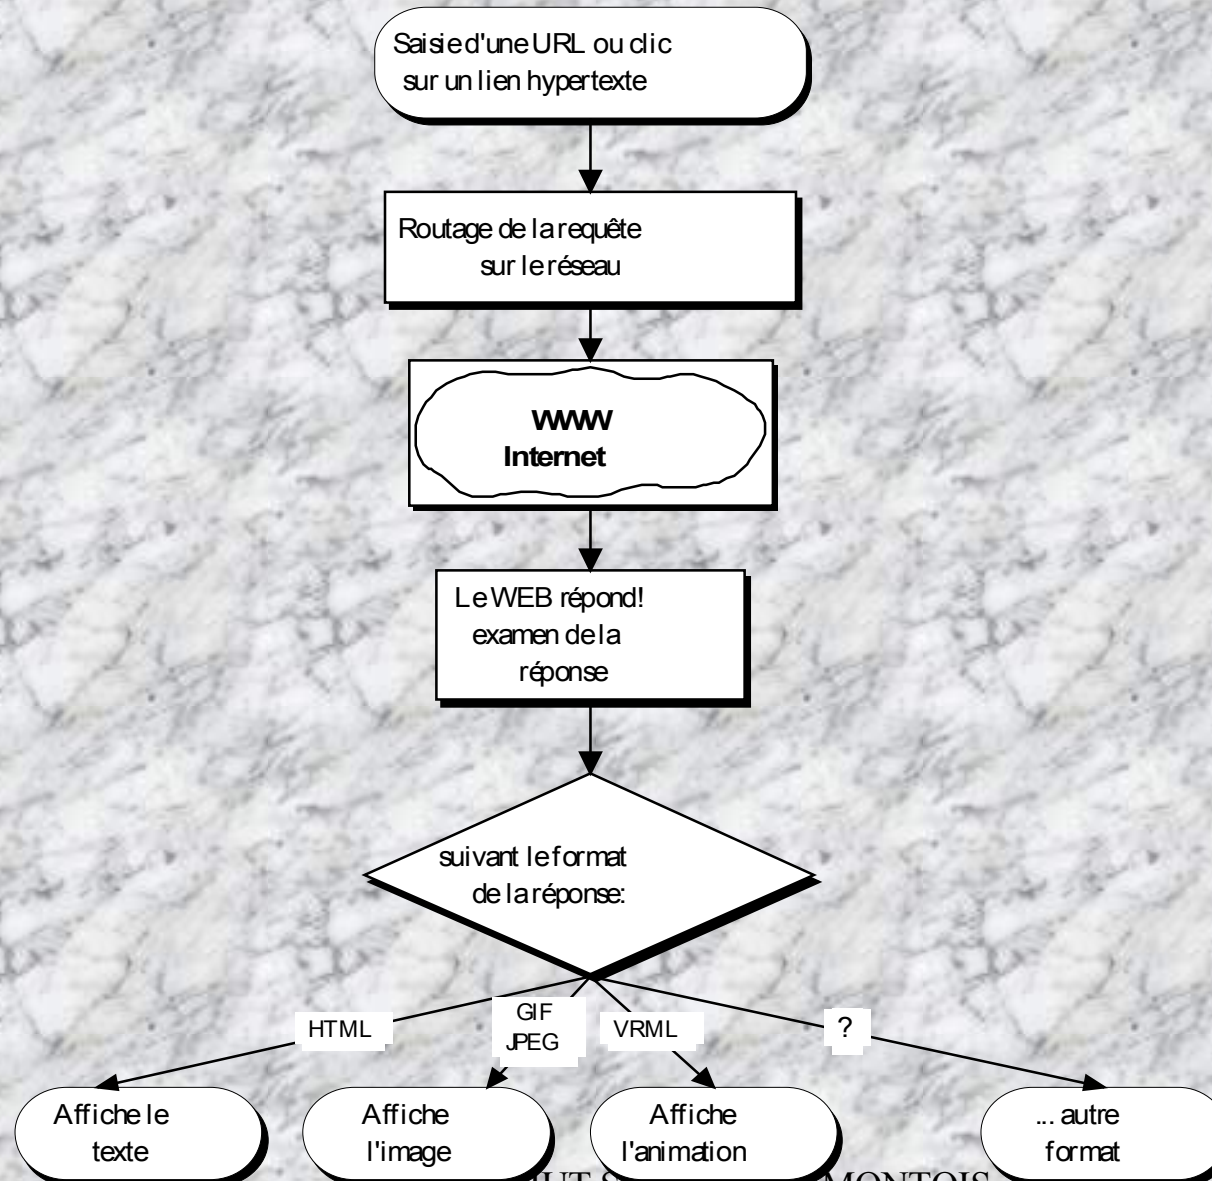 Saisie d'une URL ou clic
sur un lien hypertexte
Routage de la requête
sur le réseau
WWW
Internet
Le WEB répond!
examen de la
réponse
suivant le format
de la réponse:
HTML
GIF
JPEG
VRML
?
Affiche le
texte
Affiche
l'image
Affiche
l'animation
... autre
format
MONTOIS